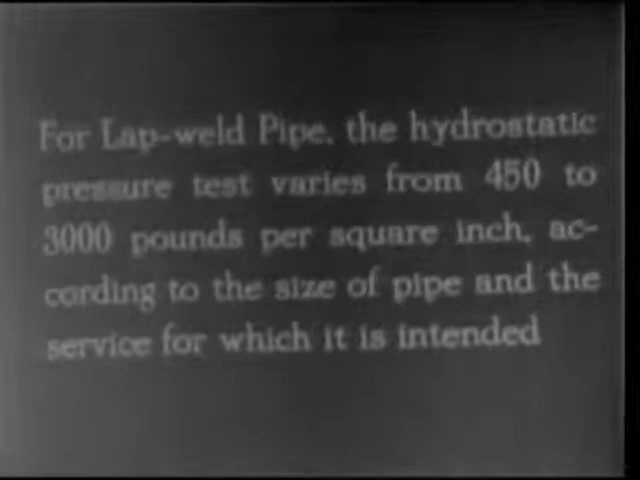 For Lap-weld Pipe, the hydrostatic
pressure test varies from 450 to
3000 pounds per square inch, ac-
cording to the size of pipe and the
service for which it is intended